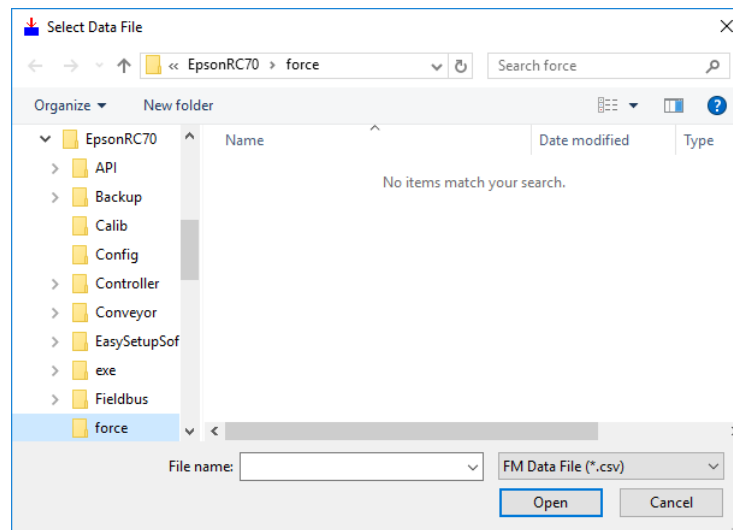 Select Data File
« EpsonRC70 > force
Search force
Organize
New folder
EpsonRC70
API
Backup
Calib
Config
Controller
Conveyor
EasySetupSof
exe
Fieldbus
force
Name
Date modified
Type
No items match your search.
File name:
FM Data File (*.csv)
Open
Cancel